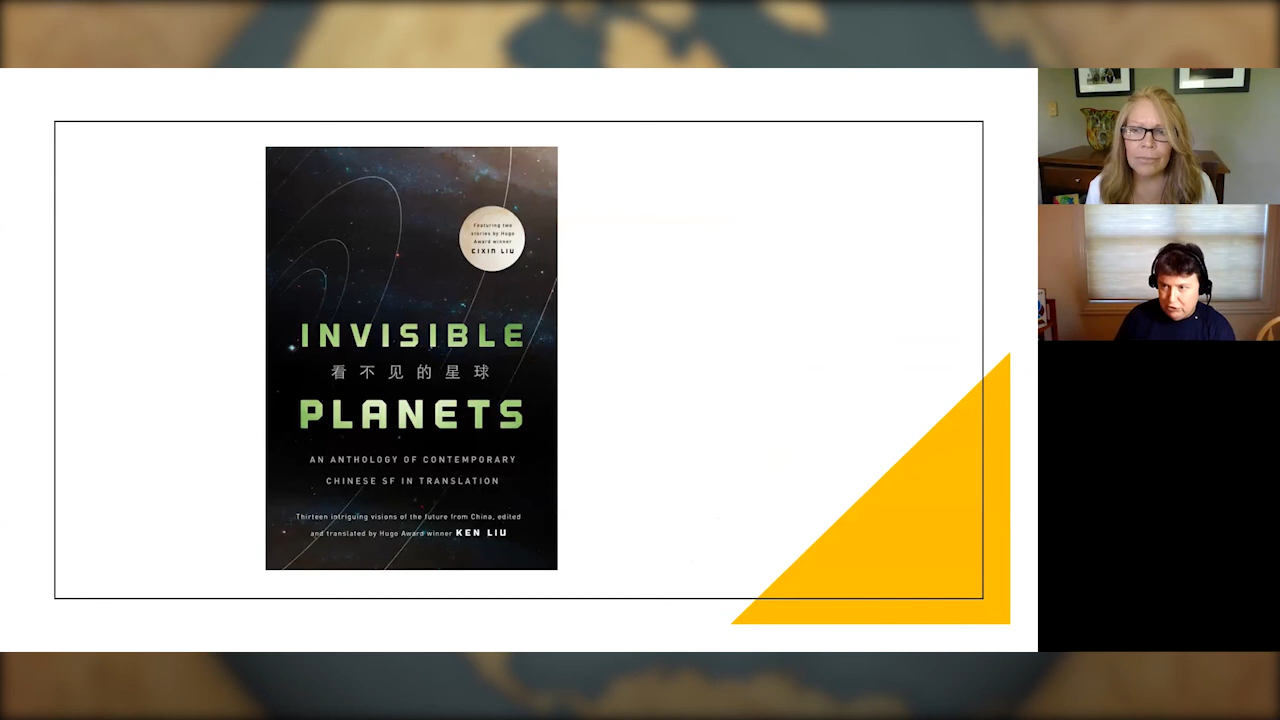 Featuring two
stories by Hugo
Award winner
CIXIN LIU
INVISIBLE
看不见的星球
PLANETS
AN ANTHOLOGY OF CONTEMPORARY
CHINESE SF IN TRANSLATION
Thirteen intriguing visions of the future from China, edited
and translated by Hugo Award winner KEN LIU